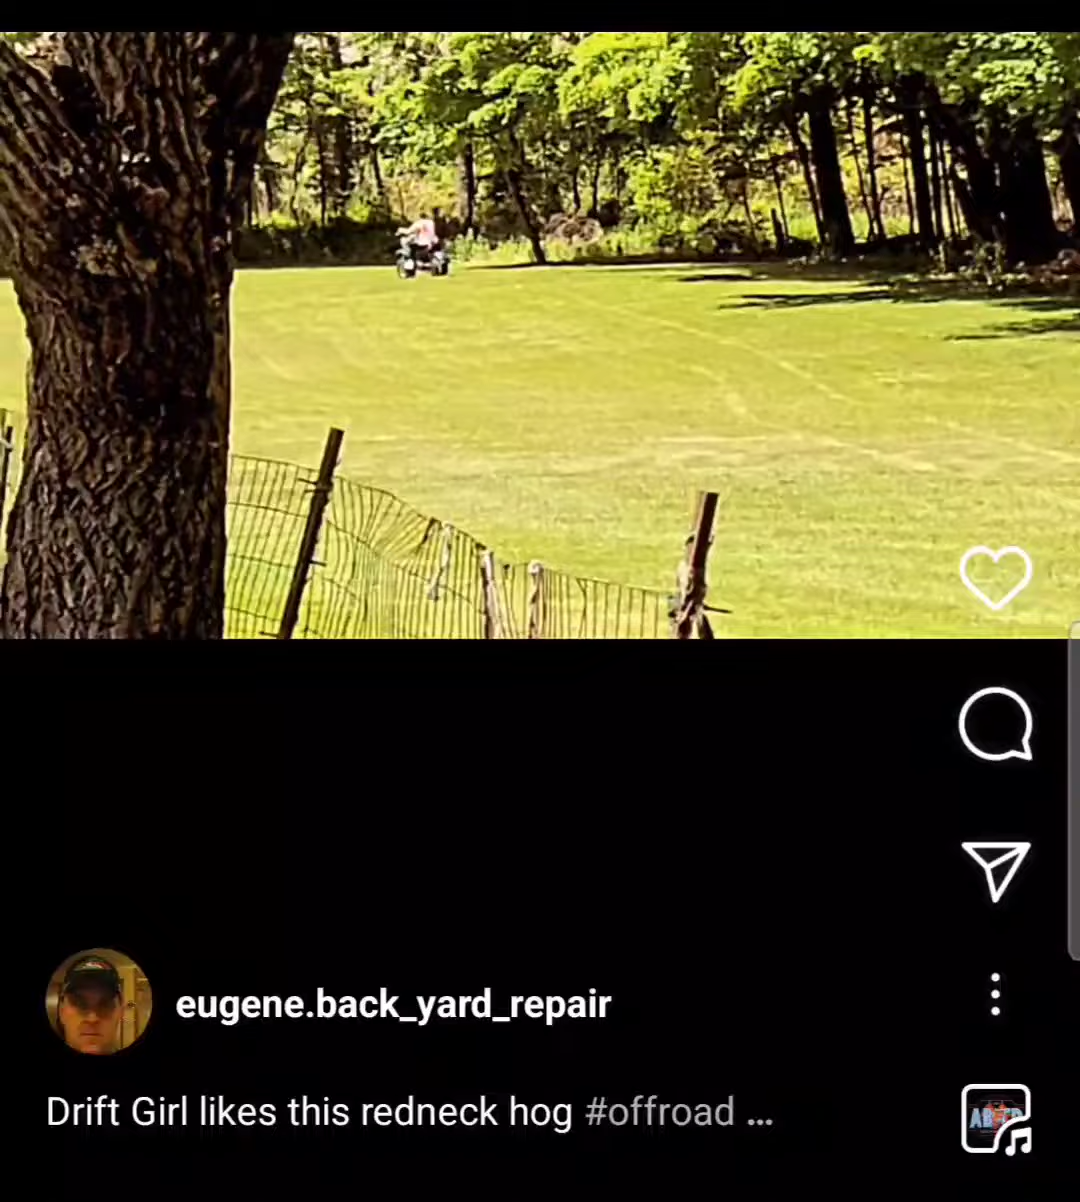 eugene.back_yard_repair
Drift Girl likes this redneck hog #offroad ...